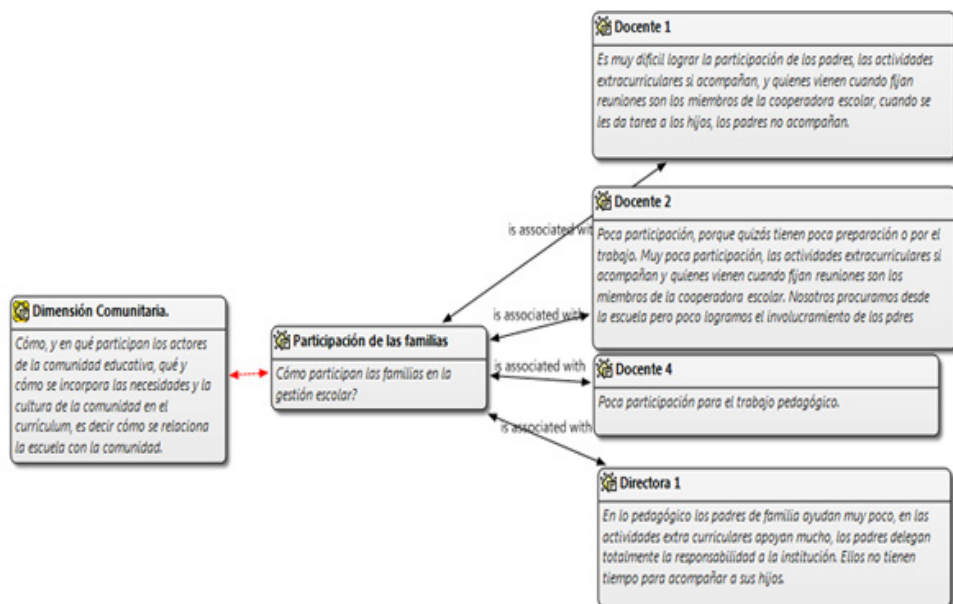 Docente 1
Es muy difícil lograr la participación de los padres, las actividades
extracurriculares si acompañan, y quienes vienen cuando fijan
reuniones son los miembros de la cooperadora escolar, cuando se
les da tarea a los hijos, los padres no acompañan.
is associated with
Docente 2
Poca participación, porque quizás tienen poca preparación o por el
trabajo. Muy poca participación, las actividades extracurriculares si
acompañan y quienes vienen cuando fijan reuniones son los
miembros de la cooperadora escolar. Nosotros procuramos desde
la escuela pero poco logramos el involucramiento de los pdres
is associated with
Dimensión Comunitaria.
Cómo, y en qué participan los actores
de la comunidad educativa, qué y
cómo se incorpora las necesidades y la
cultura de la comunidad en el
currículum, es decir cómo se relaciona
la escuela con la comunidad.
Participación de las familias
Cómo participan las familias en la
gestión escolar?
is associated with
Docente 4
Poca participación para el trabajo pedagógico.
is associated with
Directora 1
En lo pedagógico los padres de familia ayudan muy poco, en las
actividades extra curriculares apoyan mucho, los padres delegan
totalmente la responsabilidad a la institución. Ellos no tienen
tiempo para acompañar a sus hijos.